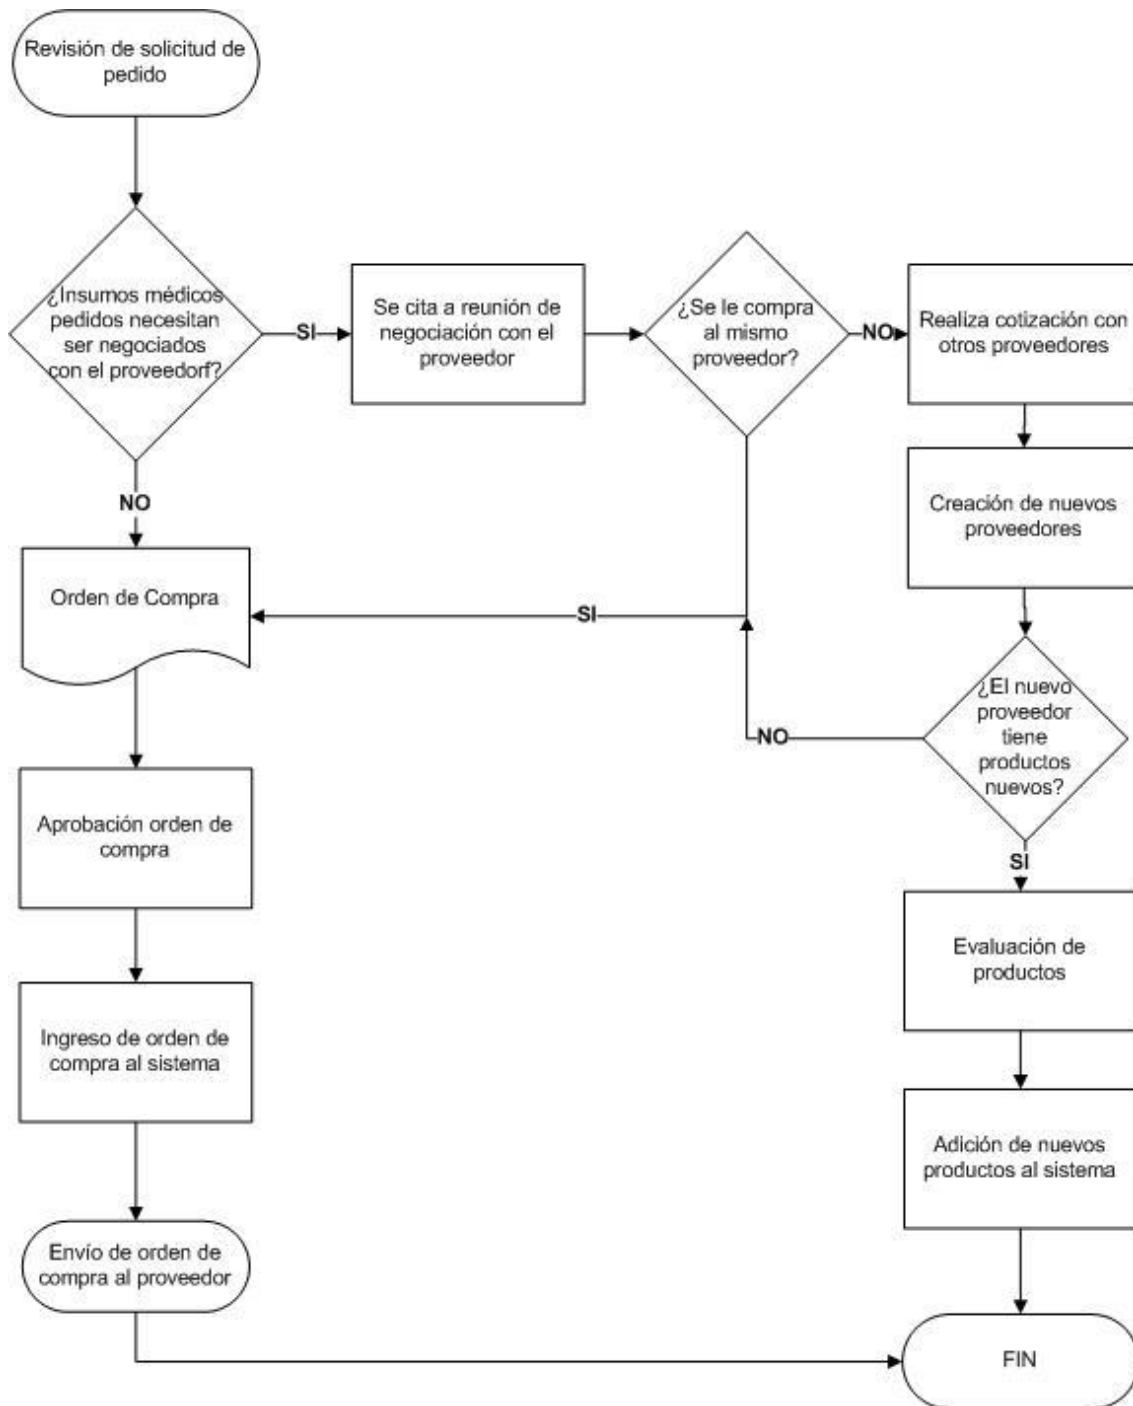 Revisión de solicitud de
pedido
¿Insumos médicos
pedidos necesitan
ser negociados
con el proveedorf?
SI
Se cita a reunión de
negociación con el
proveedor
¿Se le compra
al mismo
proveedor?
NO
Realiza cotización con
otros proveedores
Creación de nuevos
proveedores
NO
Orden de Compra
SI
¿El nuevo
proveedor
tiene
productos
nuevos?
NO
SI
Aprobación orden de
compra
Evaluación de
productos
Ingreso de orden de
compra al sistema
Adición de nuevos
productos al sistema
Envío de orden de
compra al proveedor
FIN